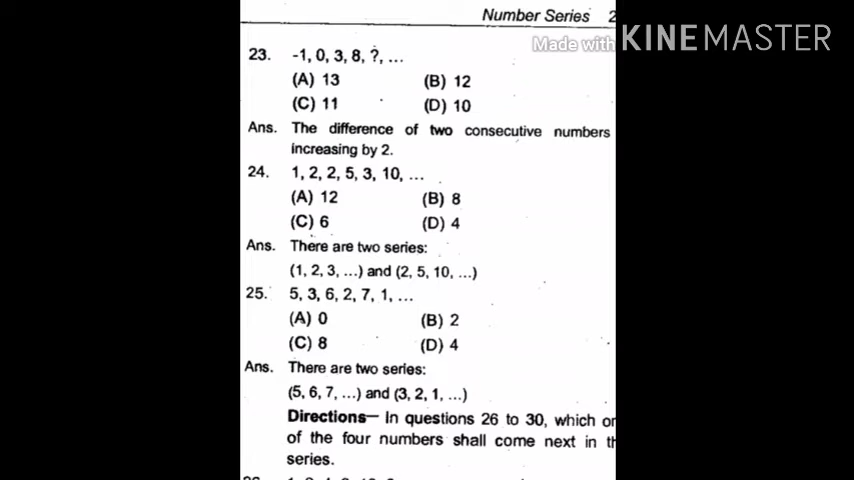 Number Series 2
Made with KINEMASTER
23. -1, 0, 3, 8, ?, ...
(A) 13 (B) 12
(C) 11 (D) 10
Ans. The difference of two consecutive numbers
increasing by 2.
24. 1, 2, 2, 5, 3, 10, ...
(A) 12 (B) 8
(C) 6 (D) 4
Ans. There are two series:
(1, 2, 3, ...) and (2, 5, 10, ...)
25. 5, 3, 6, 2, 7, 1, ...
(A) 0 (B) 2
(C) 8 (D) 4
Ans. There are two series:
(5, 6, 7, ...) and (3, 2, 1, ...)
Directions— In questions 26 to 30, which
of the four numbers shall come next in
series.